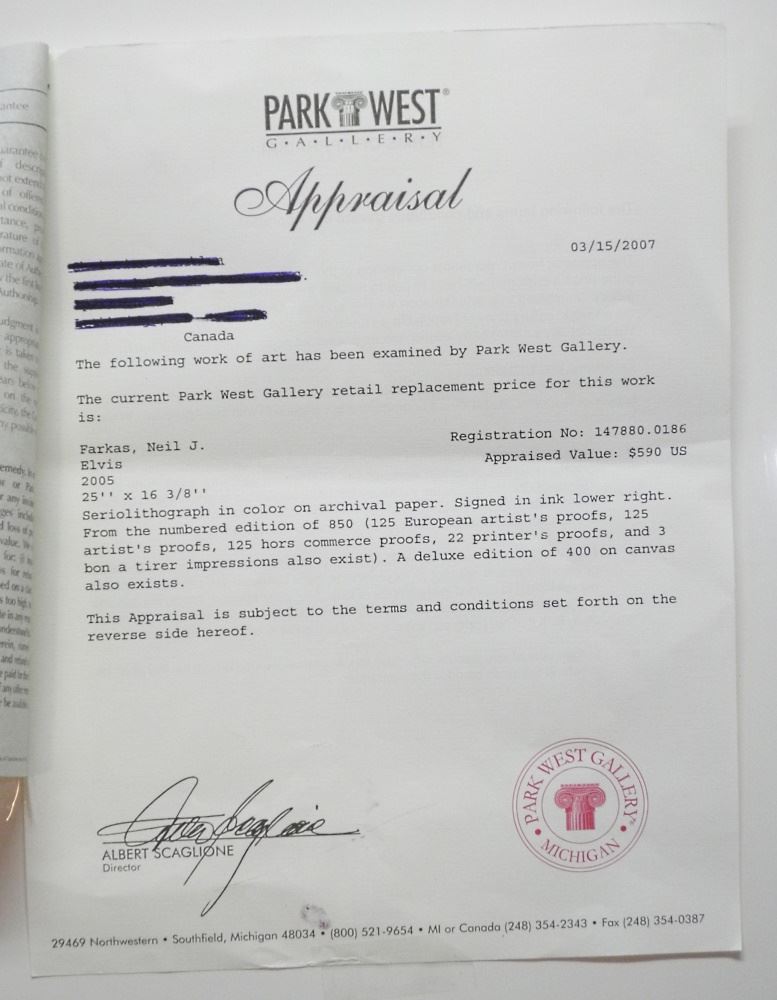 PARK WEST®
G·A·L·L·E·R·Y
Appraisal
03/15/2007
Canada
The following work of art has been examined by Park West Gallery.
The current Park West Gallery retail replacement price for this work
is:
Farkas, Neil J.
Registration No: 147880.0186
Elvis
Appraised Value: $590 US
2005
25'' x 16 3/8''
Seriolithograph in color on archival paper. Signed in ink lower right.
From the numbered edition of 850 (125 European artist's proofs, 125
artist's proofs, 125 hors commerce proofs, 22 printer's proofs, and 3
bon a tirer impressions also exist). A deluxe edition of 400 on canvas
also exists.
This Appraisal is subject to the terms and conditions set forth on the
reverse side hereof.
ALBERT SCAGLIONE
Director
PARK WEST GALLERY
• MICHIGAN •
29469 Northwestern • Southfield, Michigan 48034 • (800) 521-9654 • MI or Canada (248) 354-2343 • Fax (248) 354-0387